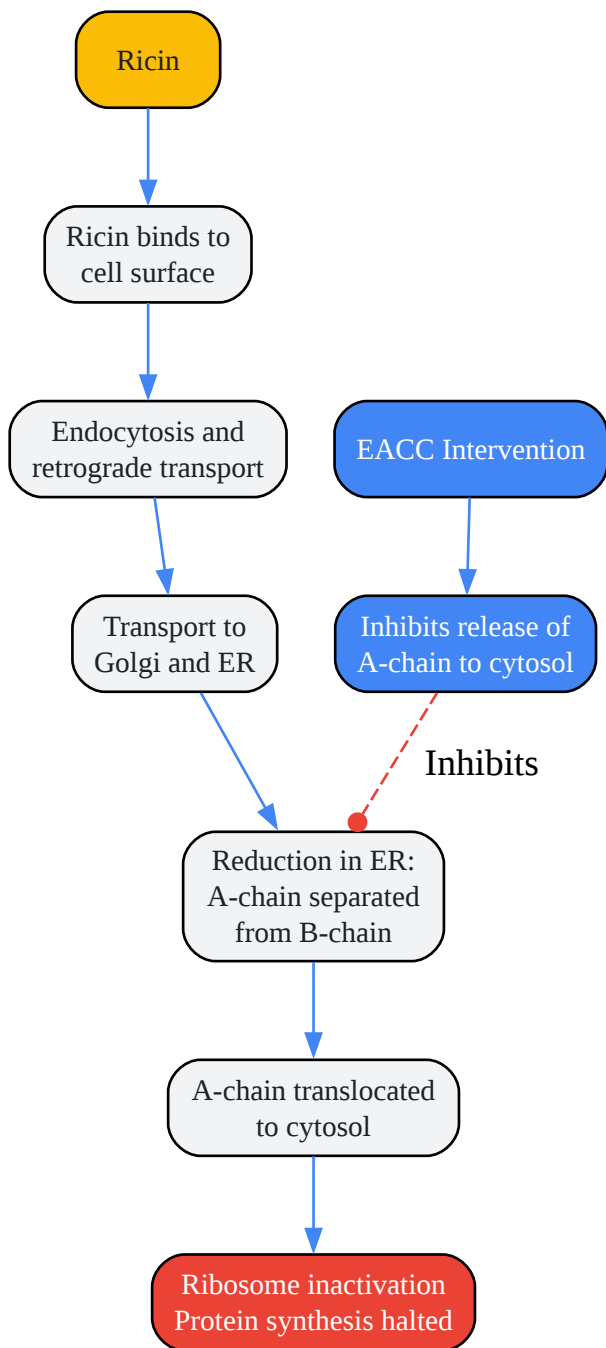 Ricin
Ricin binds to
cell surface
Endocytosis and
retrograde transport
EACC Intervention
Transport to
Golgi and ER
Inhibits release of
A-chain to cytosol
Inhibits
Reduction in ER:
A-chain separated
from B-chain
A-chain translocated
to cytosol
Ribosome inactivation
Protein synthesis halted